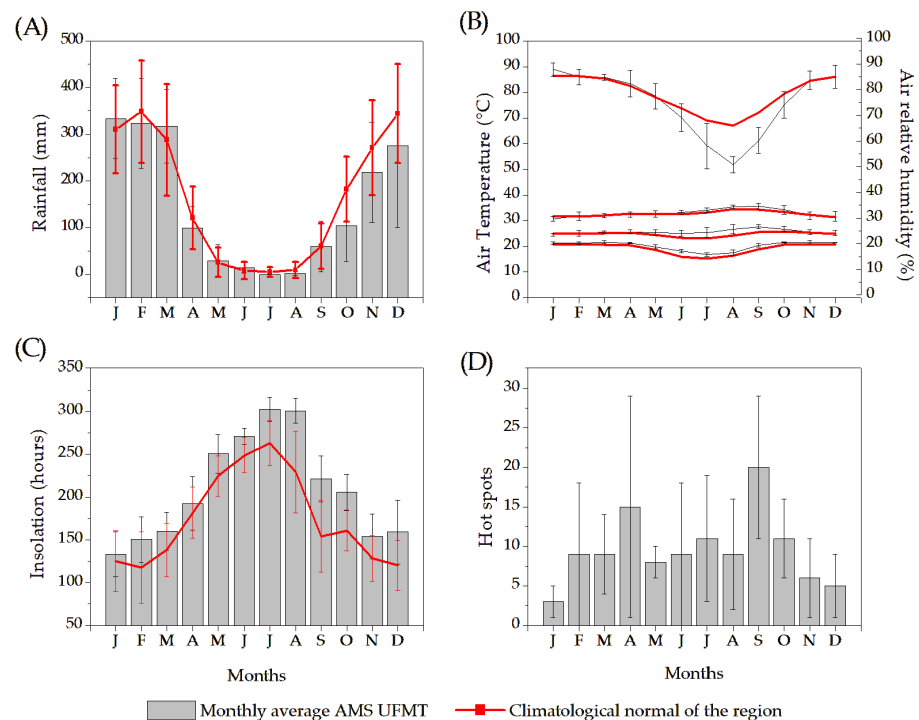 (A)
Rainfall (mm)
500
400
300
200
100
0
J F M A M J J A S O N D
(B)
Air Temperature (°C)
100
90
80
70
60
50
40
30
20
10
0
J F M A M J J A S O N D
100
90
80
70
60
50
40
30
20
10
0
Air relative
humidity (%)
(C)
Insolation (hours)
350
300
250
200
150
100
50
J F M A M J J A S O N D
Months
(D)
Hot spots
30
25
20
15
10
5
0
J F M A M J J A S O N D
Months
Monthly average AMS UFMT
Climatological normal of the region